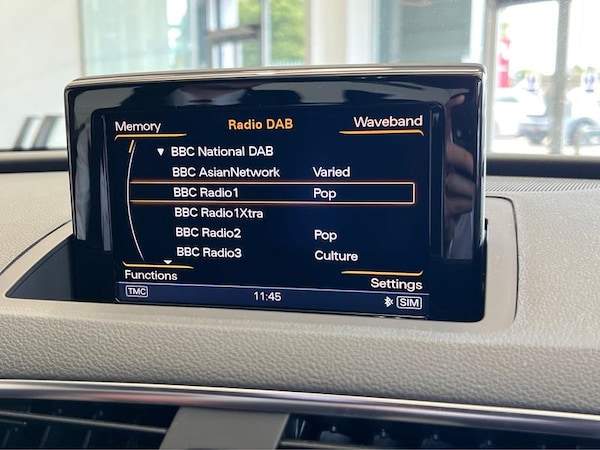 Memory Radio DAB Waveband
▼ BBC National DAB
BBC AsianNetwork Varied
BBC Radio1 Pop
BBC Radio1Xtra
BBC Radio2 Pop
BBC Radio3 Culture
Functions Settings
TMC 11:45 SIM